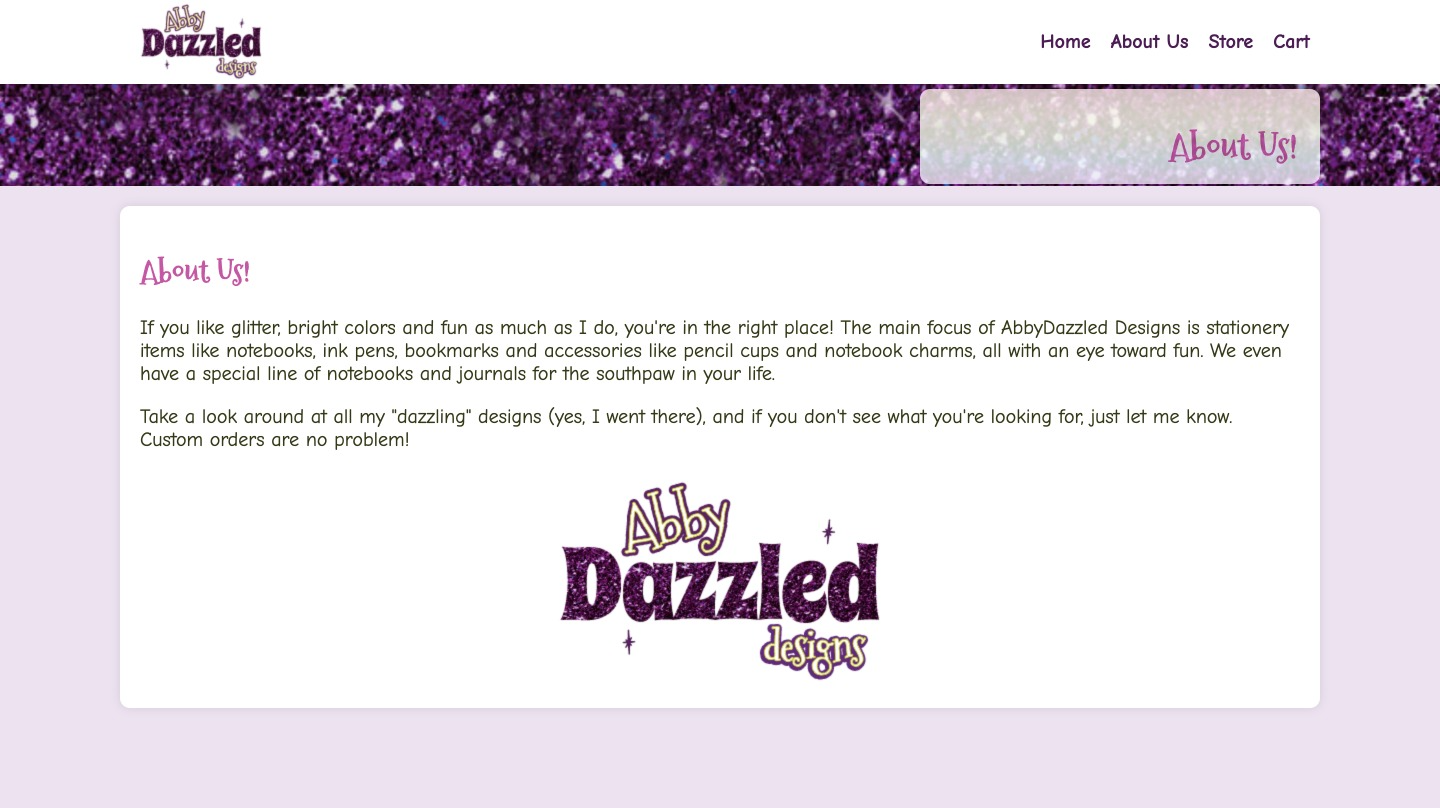 Abby
Dazzled
designs
Home About Us Store Cart
About Us!
About Us!
If you like glitter, bright colors and fun as much as I do, you're in the right place! The main focus of AbbyDazzled Designs is stationery
items like notebooks, ink pens, bookmarks and accessories like pencil cups and notebook charms, all with an eye toward fun. We even
have a special line of notebooks and journals for the southpaw in your life.
Take a look around at all my "dazzling" designs (yes, I went there), and if you don't see what you're looking for, just let me know.
Custom orders are no problem!
Abby
Dazzled
designs